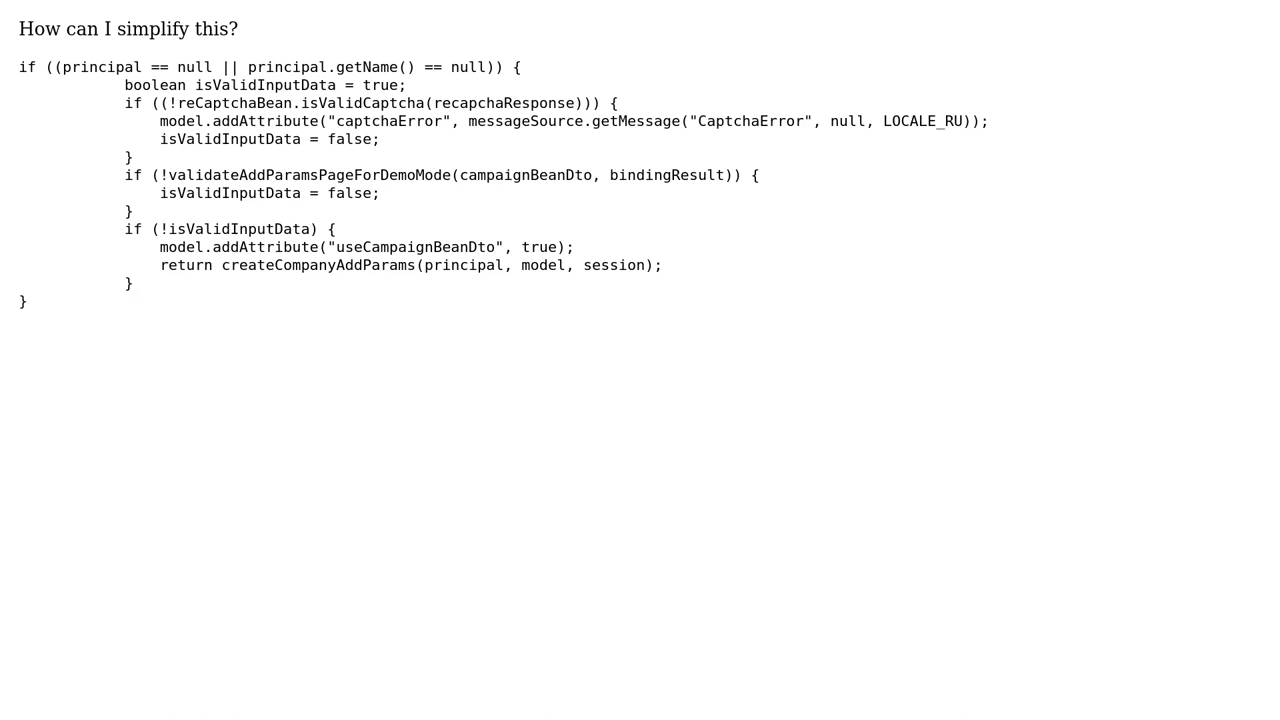 How can I simplify this?
if ((principal == null || principal.getName() == null)) {
            boolean isValidInputData = true;
            if ((!reCaptchaBean.isValidCaptcha(recapchaResponse))) {
                model.addAttribute("captchaError", messageSource.getMessage("CaptchaError", null, LOCALE_RU));
                isValidInputData = false;
            }
            if (!validateAddParamsPageForDemoMode(campaignBeanDto, bindingResult)) {
                isValidInputData = false;
            }
            if (!isValidInputData) {
                model.addAttribute("useCampaignBeanDto", true);
                return createCompanyAddParams(principal, model, session);
            }
}